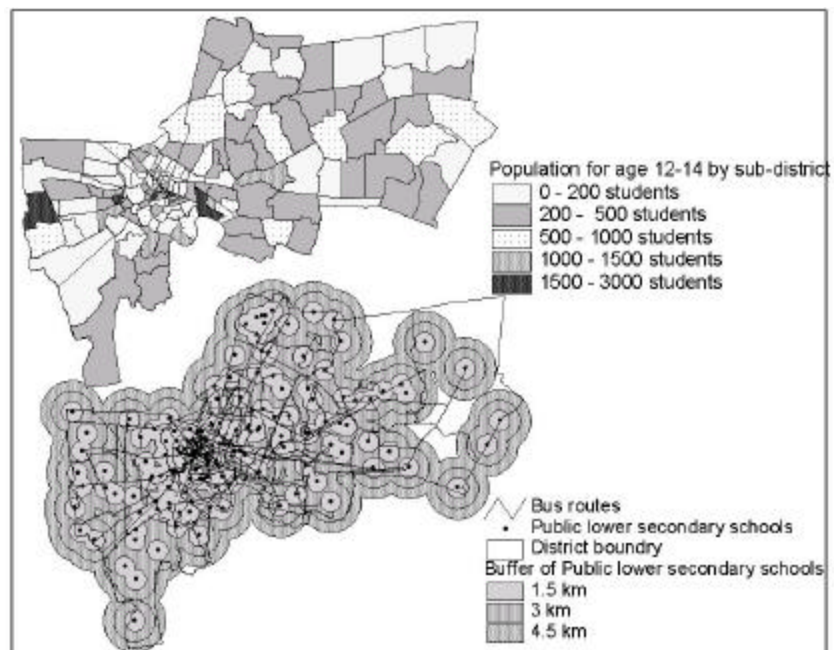 Population for age 12-14 by sub-district
0 - 200 students
200 - 500 students
500 - 1000 students
1000 - 1500 students
1500 - 3000 students
Bus routes
Public lower secondary schools
District boundry
Buffer of Public lower secondary schools
1.5 km
3 km
4.5 km